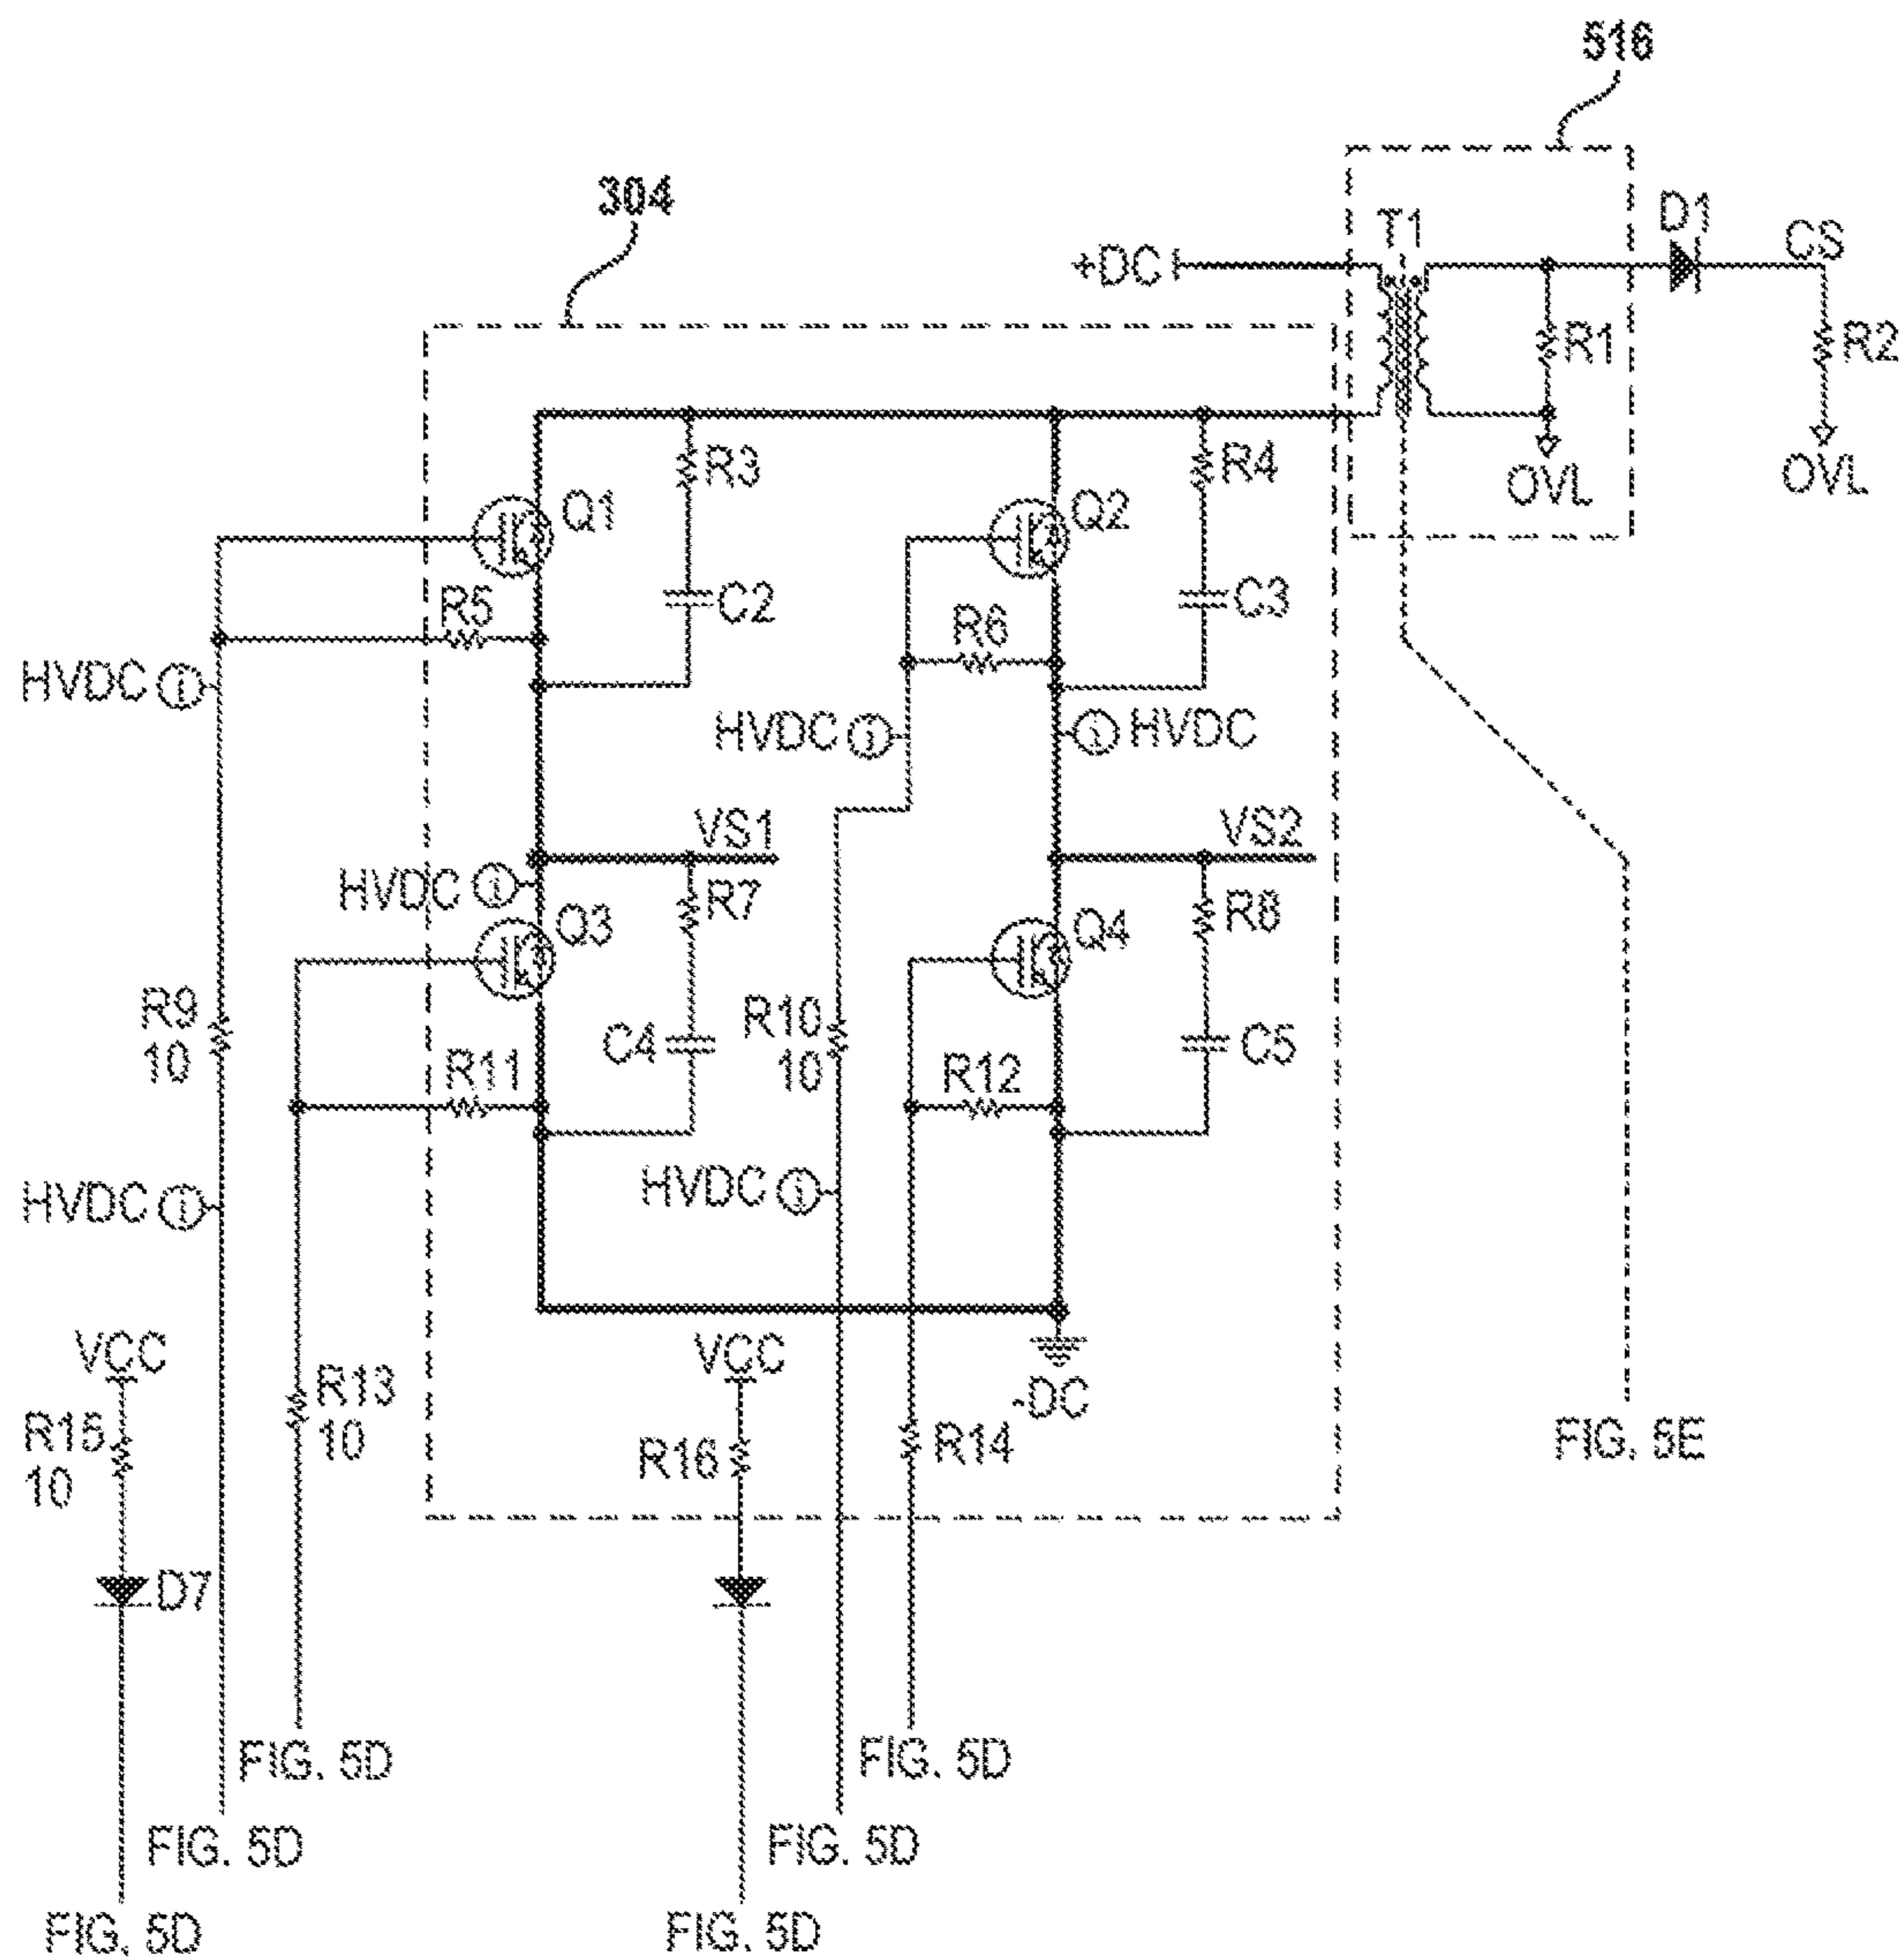 516
304
T1
D1
CS
+DC
R1
R2
OVL
OVL
R3
R4
Q1
Q2
C2
C3
R5
R6
HVDC
HVDC
HVDC
VS1
VS2
HVDC
R7
R8
Q3
Q4
R9
10
C4
R10
10
C5
R11
R12
HVDC
HVDC
VCC
VCC
-DC
R15
10
R13
10
R16
R14
FIG. 5E
D7
FIG. 5D
FIG. 5D
FIG. 5D
FIG. 5D
FIG. 5D
FIG. 5D